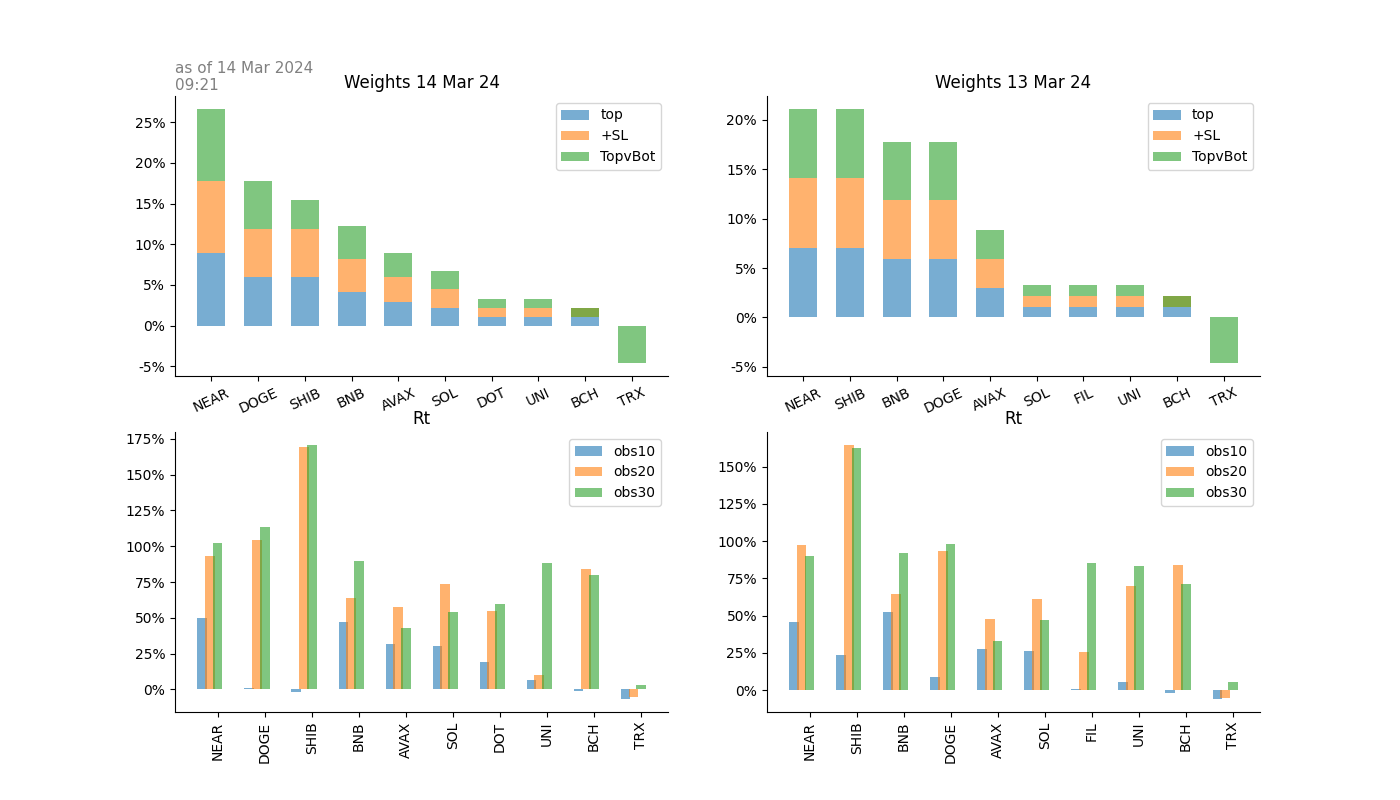 as of 14 Mar 2024
09:21
Weights 14 Mar 24
25%
20%
15%
10%
5%
0%
-5%
top
+SL
TopvBot
NEAR
DOGE
SHIB
BNB
AVAX
SOL
DOT
UNI
BCH
TRX
Weights 13 Mar 24
20%
15%
10%
5%
0%
-5%
top
+SL
TopvBot
NEAR
SHIB
BNB
DOGE
AVAX
SOL
FIL
UNI
BCH
TRX
Rt
175%
150%
125%
100%
75%
50%
25%
0%
obs10
obs20
obs30
NEAR
DOGE
SHIB
BNB
AVAX
SOL
DOT
UNI
BCH
TRX
Rt
150%
125%
100%
75%
50%
25%
0%
obs10
obs20
obs30
NEAR
SHIB
BNB
DOGE
AVAX
SOL
FIL
UNI
BCH
TRX